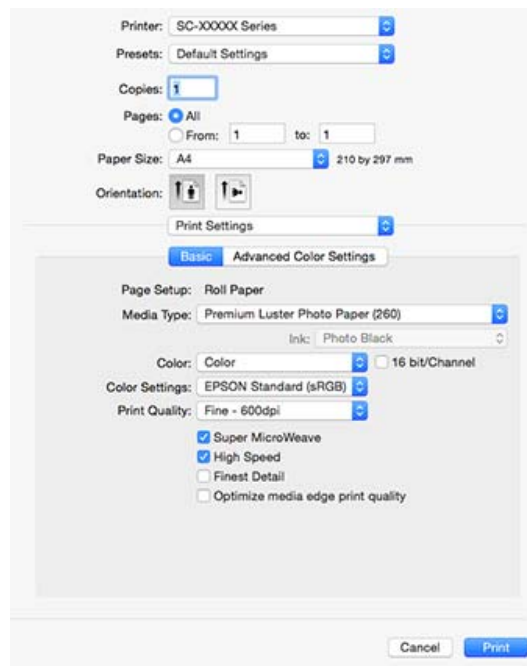 Printer: SC-XXXXX Series
Presets: Default Settings
Copies: 1
Pages: All
From: 1 to: 1
Paper Size: A4 210 by 297 mm
Orientation:
Print Settings
Basic Advanced Color Settings
Page Setup: Roll Paper
Media Type: Premium Luster Photo Paper (260)
Ink: Photo Black
Color: Color 16 bit/Channel
Color Settings: EPSON Standard (sRGB)
Print Quality: Fine - 600dpi
Super MicroWeave
High Speed
Finest Detail
Optimize media edge print quality
Cancel Print